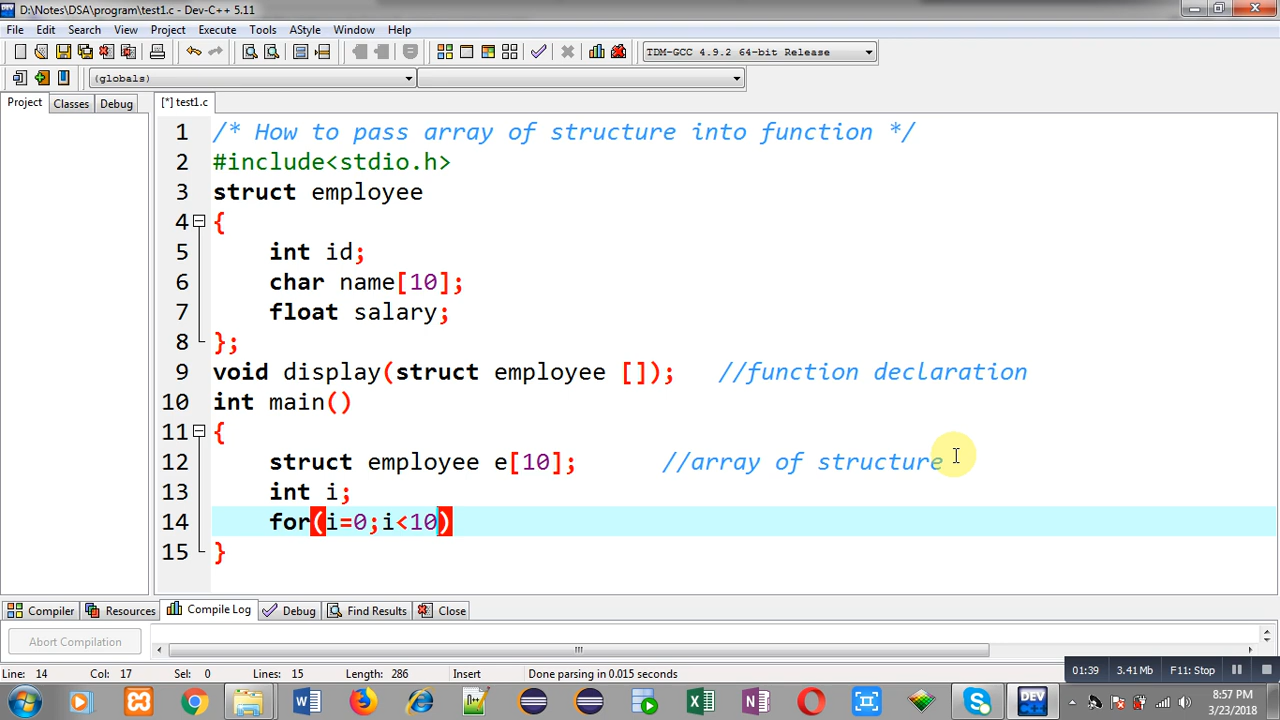 D:\Notes\DSA\program\test1.c - Dev-C++ 5.11
File Edit Search View Project Execute Tools AStyle Window Help
TDM-GCC 4.9.2 64-bit Release
(globals)
Project Classes Debug [*] test1.c
1 /* How to pass array of structure into function */
2 #include<stdio.h>
3 struct employee
4 {
5 int id;
6 char name[10];
7 float salary;
8 };
9 void display(struct employee []); //function declaration
10 int main()
11 {
12 struct employee e[10]; //array of structure
13 int i;
14 for(i=0;i<10)
15 }
Compiler Resources Compile Log Debug Find Results Close
Abort Compilation
Line: 14 Col: 17 Sel: 0 Lines: 15 Length: 286 Insert Done parsing in 0.015 seconds
01:39 3.41 Mb F11: Stop
DEV
8:57 PM
3/23/2018